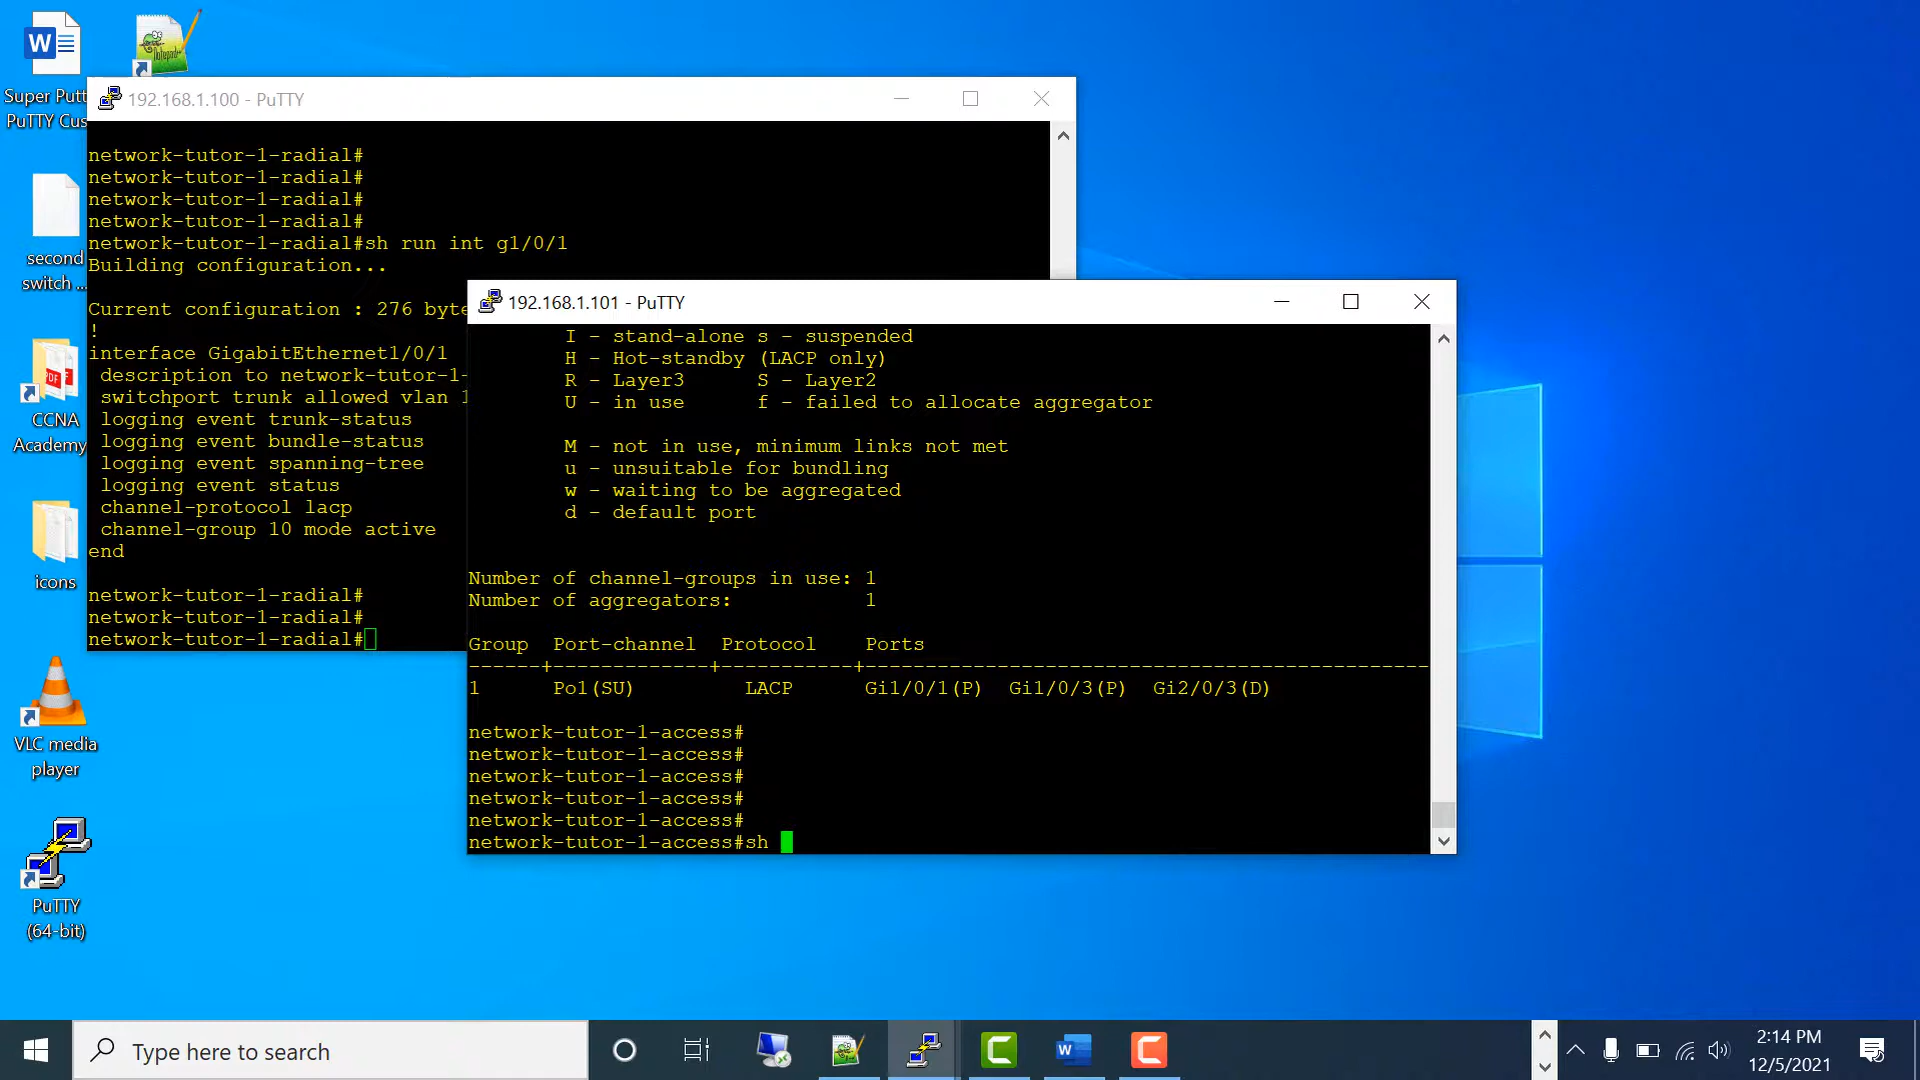 Super Putt
PuTTY Cus
second
switch ...
CCNA
Academy
icons
VLC media
player
PuTTY
(64-bit)
192.168.1.100 - PuTTY
network-tutor-1-radial#
network-tutor-1-radial#
network-tutor-1-radial#
network-tutor-1-radial#
network-tutor-1-radial#sh run int g1/0/1
Building configuration...
Current configuration : 276 byte
!
interface GigabitEthernet1/0/1
description to network-tutor-1-
switchport trunk allowed vlan 1
logging event trunk-status
logging event bundle-status
logging event spanning-tree
logging event status
channel-protocol lacp
channel-group 10 mode active
end
network-tutor-1-radial#
network-tutor-1-radial#
network-tutor-1-radial#
192.168.1.101 - PuTTY
I - stand-alone s - suspended
H - Hot-standby (LACP only)
R - Layer3      S - Layer2
U - in use      f - failed to allocate aggregator
M - not in use, minimum links not met
u - unsuitable for bundling
w - waiting to be aggregated
d - default port
Number of channel-groups in use: 1
Number of aggregators:           1
Group  Port-channel  Protocol    Ports
------+-------------+-----------+-----------------------------------------------
1      Po1(SU)         LACP      Gi1/0/1(P)  Gi1/0/3(P)  Gi2/0/3(D)
network-tutor-1-access#
network-tutor-1-access#
network-tutor-1-access#
network-tutor-1-access#
network-tutor-1-access#
network-tutor-1-access#sh
Type here to search
2:14 PM
12/5/2021